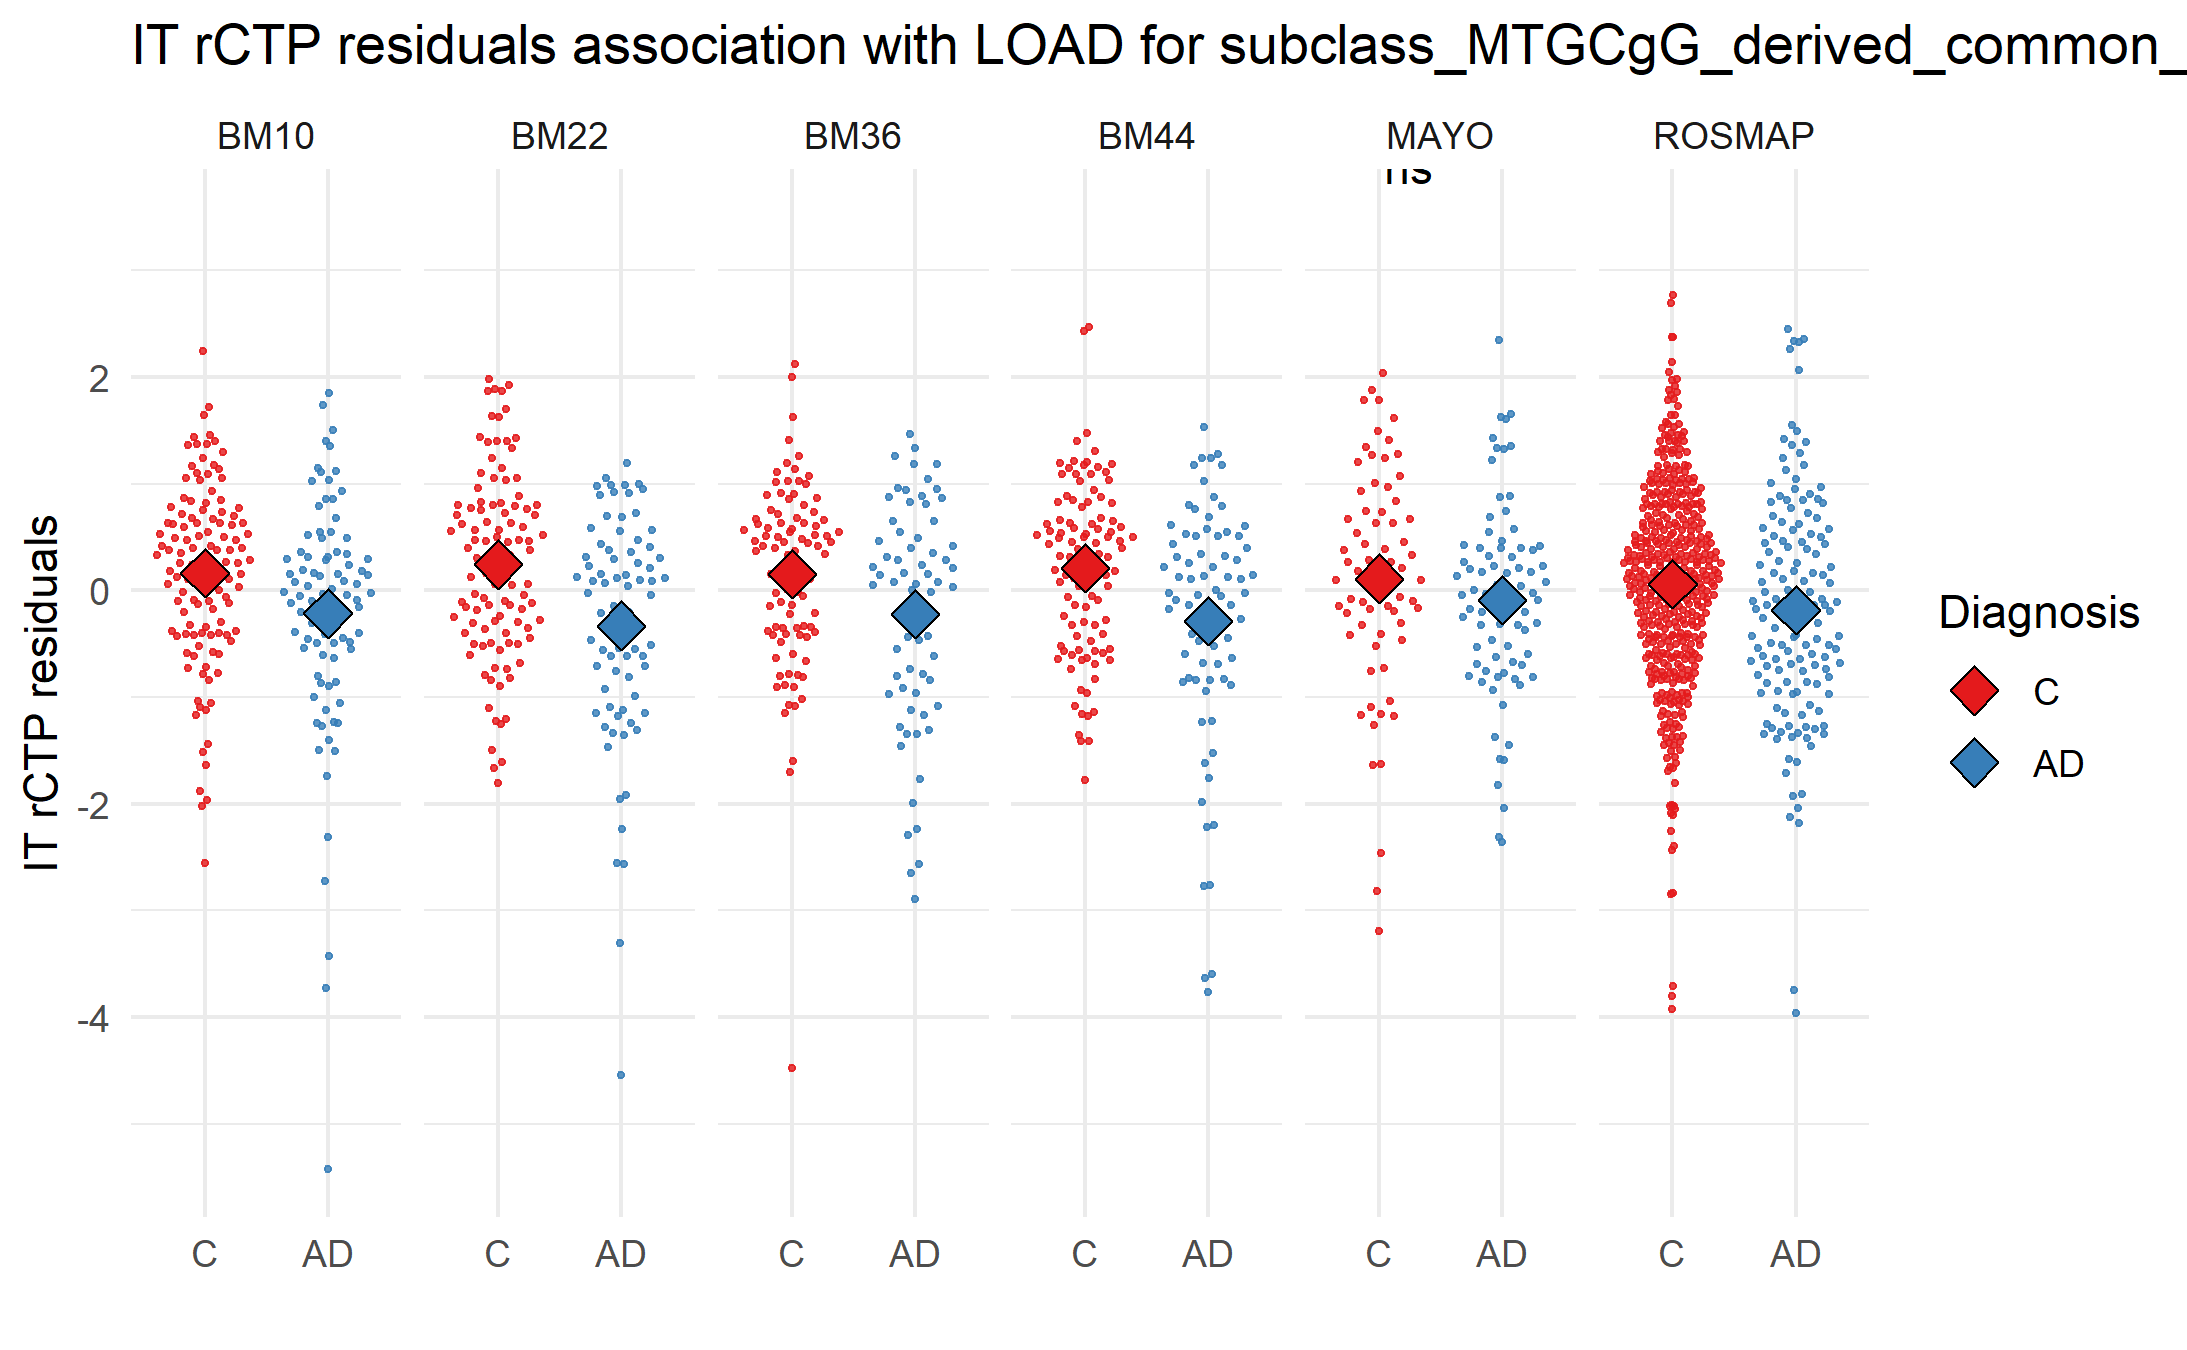 IT rCTP residuals association with LOAD for subclass_MTGCgG_derived_common_
BM10 BM22 BM36 BM44 MAYO ROSMAP
ns
2
0
-2
-4
IT rCTP residuals
C AD C AD C AD C AD C AD C AD
Diagnosis
C
AD